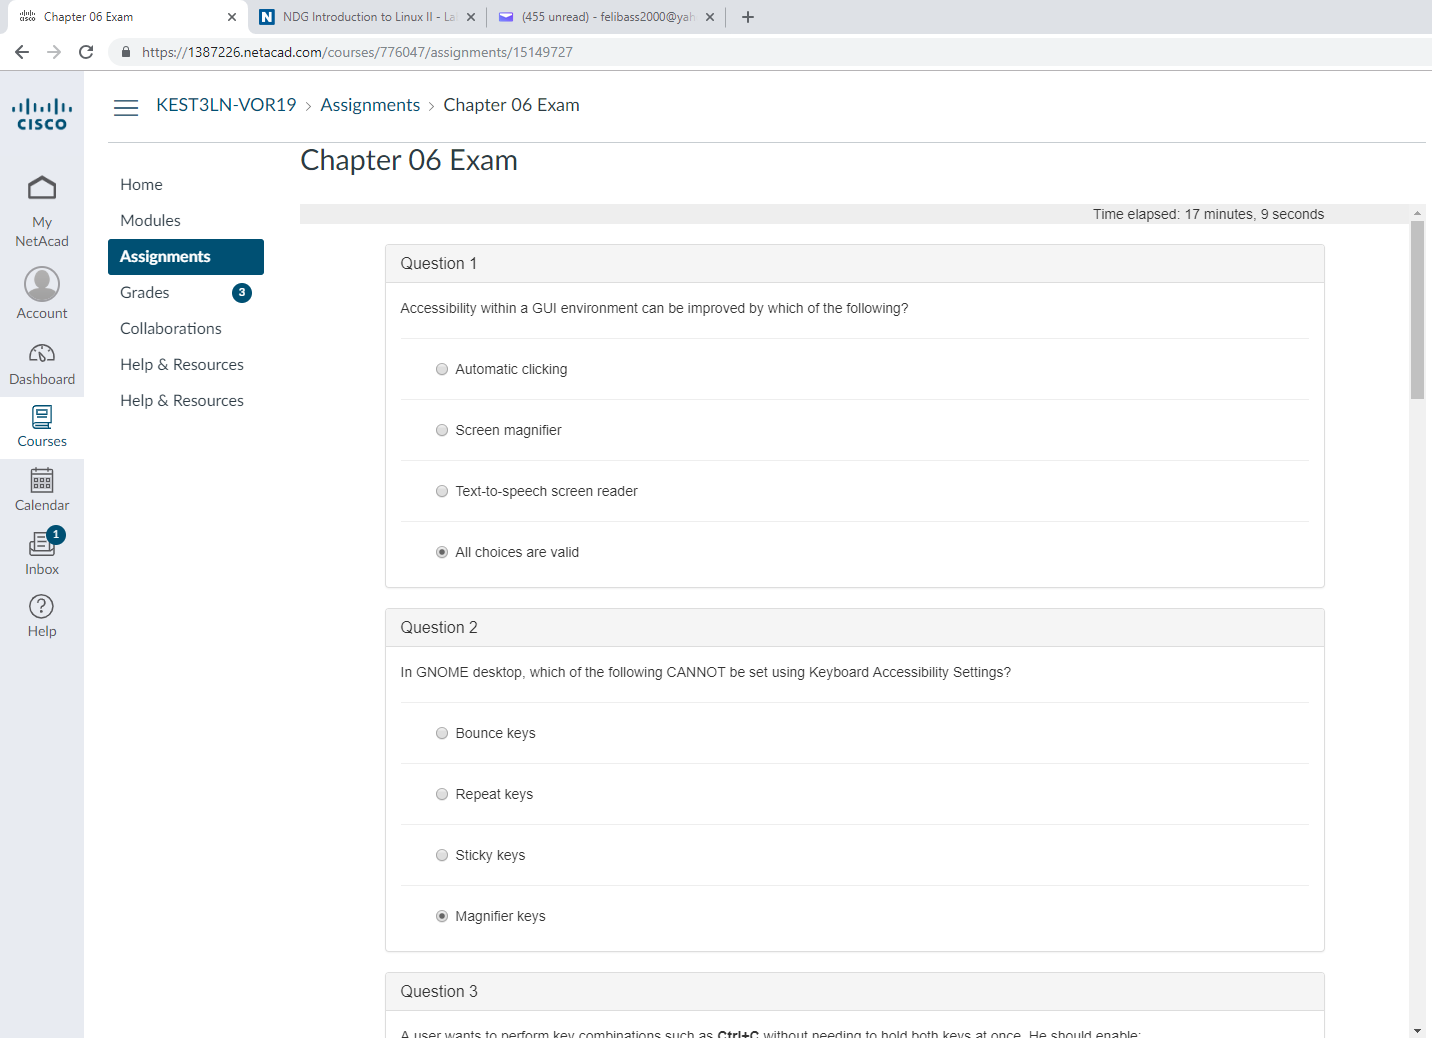 Chapter 06 Exam
NDG Introduction to Linux II - La
(455 unread) - felibass2000@yah
https://1387226.netacad.com/courses/776047/assignments/15149727
CISCO
My NetAcad
Account
Dashboard
Courses
Calendar
1
Inbox
Help
KEST3LN-VOR19 > Assignments > Chapter 06 Exam
Home
Modules
Assignments
Grades 3
Collaborations
Help & Resources
Help & Resources
Chapter 06 Exam
Time elapsed: 17 minutes, 9 seconds
Question 1
Accessibility within a GUI environment can be improved by which of the following?
Automatic clicking
Screen magnifier
Text-to-speech screen reader
All choices are valid
Question 2
In GNOME desktop, which of the following CANNOT be set using Keyboard Accessibility Settings?
Bounce keys
Repeat keys
Sticky keys
Magnifier keys
Question 3
A user wants to perform key combinations such as Ctrl+C without needing to hold both keys at once. He should enable: